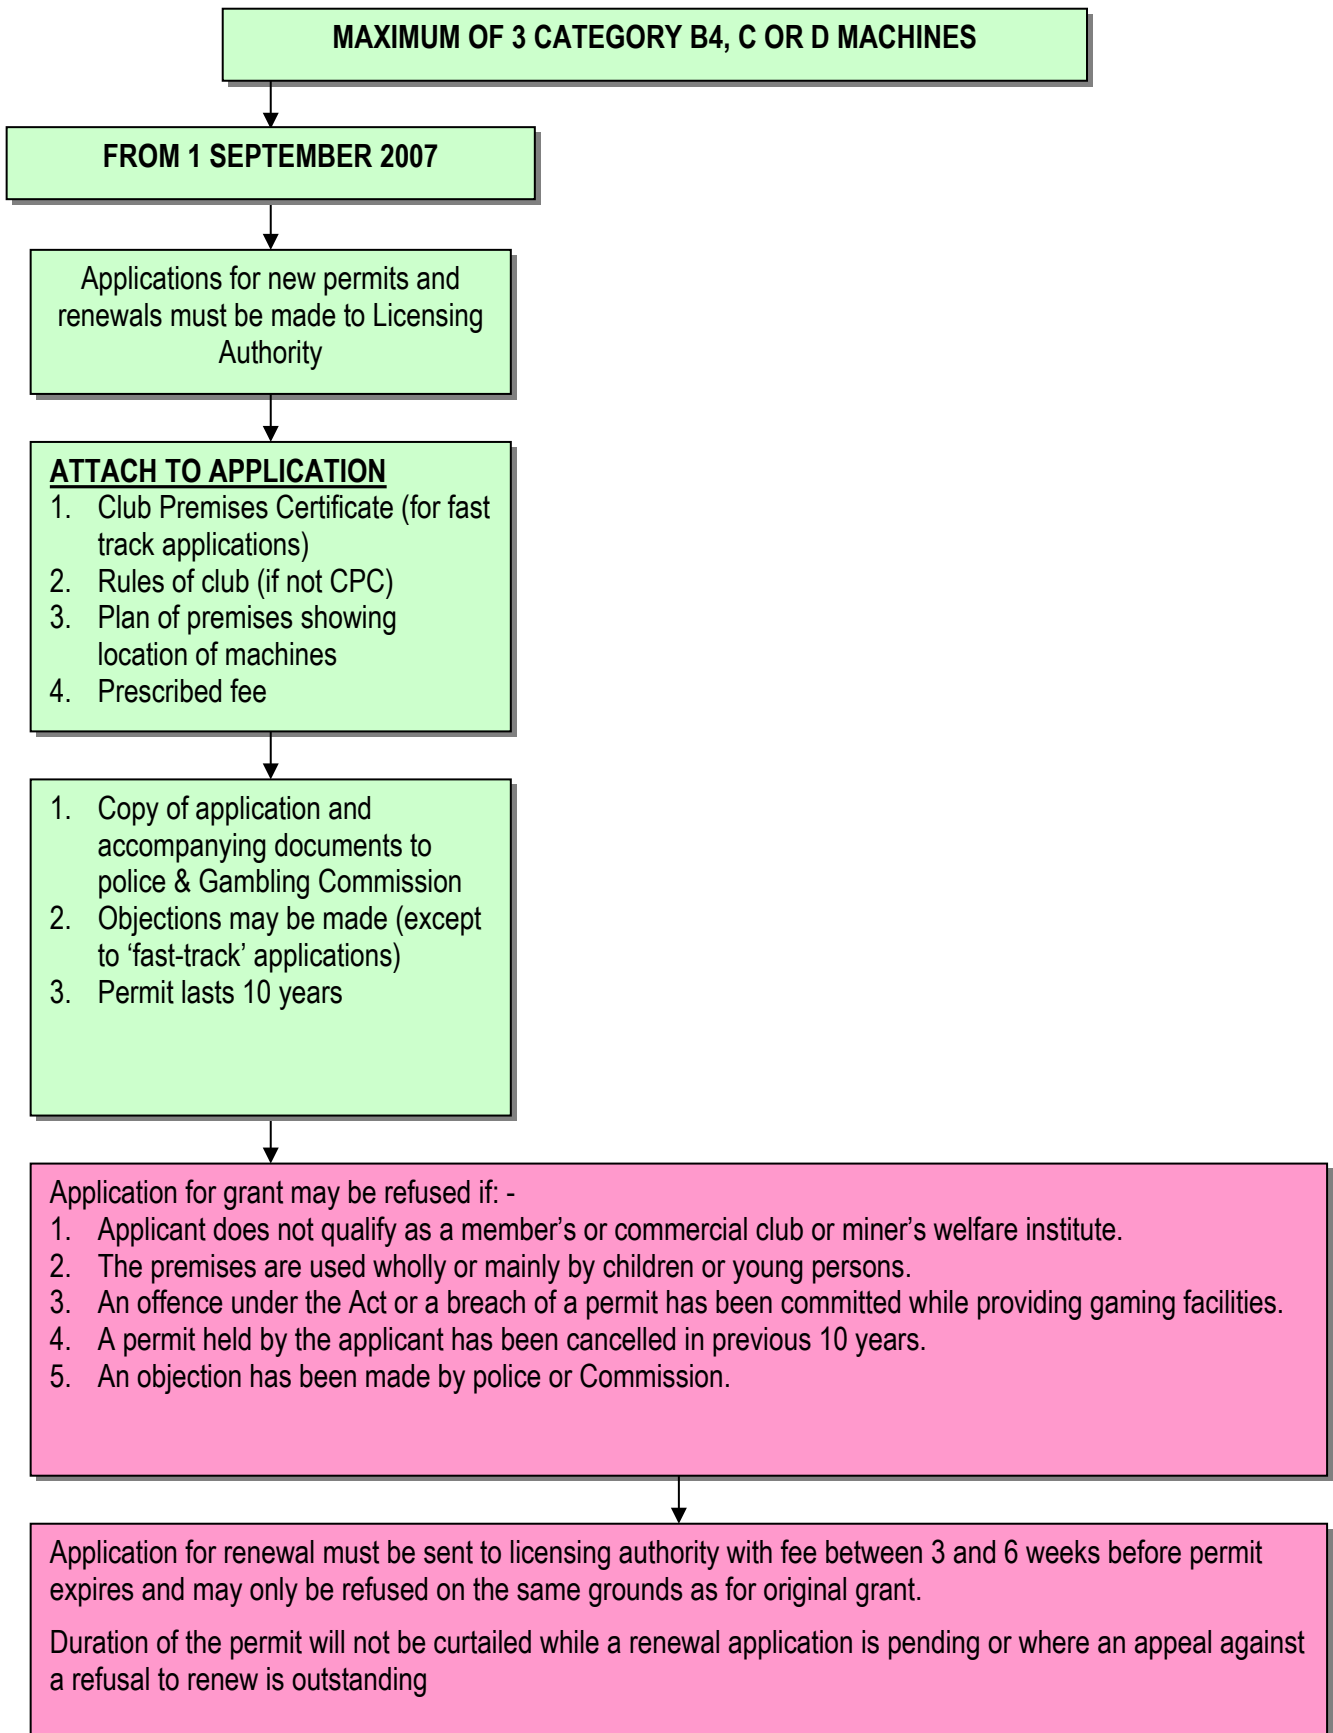 MAXIMUM OF 3 CATEGORY B4, C OR D MACHINES
FROM 1 SEPTEMBER 2007
Applications for new permits and
renewals must be made to Licensing
Authority
ATTACH TO APPLICATION
1. Club Premises Certificate (for fast
track applications)
2. Rules of club (if not CPC)
3. Plan of premises showing
location of machines
4. Prescribed fee
1. Copy of application and
accompanying documents to
police & Gambling Commission
2. Objections may be made (except
to ‘fast-track’ applications)
3. Permit lasts 10 years
Application for grant may be refused if: -
1. Applicant does not qualify as a member’s or commercial club or miner’s welfare institute.
2. The premises are used wholly or mainly by children or young persons.
3. An offence under the Act or a breach of a permit has been committed while providing gaming facilities.
4. A permit held by the applicant has been cancelled in previous 10 years.
5. An objection has been made by police or Commission.
Application for renewal must be sent to licensing authority with fee between 3 and 6 weeks before permit
expires and may only be refused on the same grounds as for original grant.
Duration of the permit will not be curtailed while a renewal application is pending or where an appeal against
a refusal to renew is outstanding